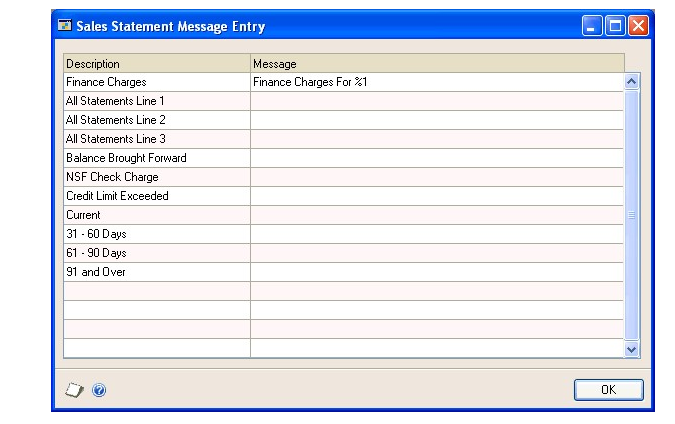 Sales Statement Message Entry
Description Message
Finance Charges Finance Charges For %1
All Statements Line 1
All Statements Line 2
All Statements Line 3
Balance Brought Forward
NSF Check Charge
Credit Limit Exceeded
Current
31 - 60 Days
61 - 90 Days
91 and Over
OK